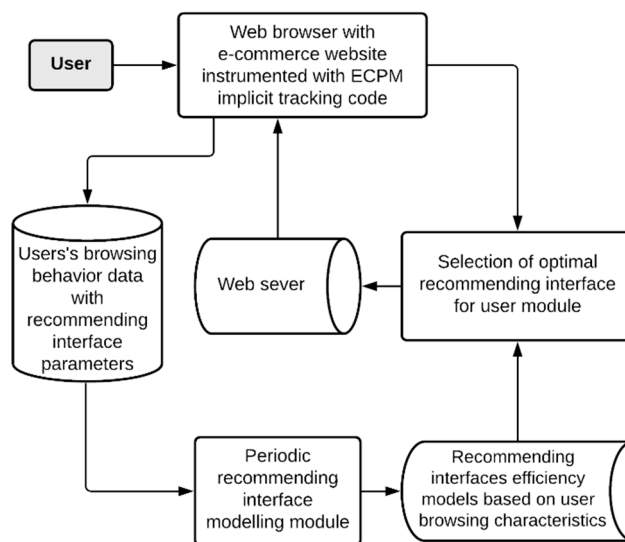 User
Web browser with
e-commerce website
instrumented with ECPM
implicit tracking code
Users's browsing
behavior data
with
recommending
interface
parameters
Web sever
Selection of optimal
recommending interface
for user module
Periodic
recommending
interface
modelling module
Recommending
interfaces efficiency
models based on user
browsing characteristics